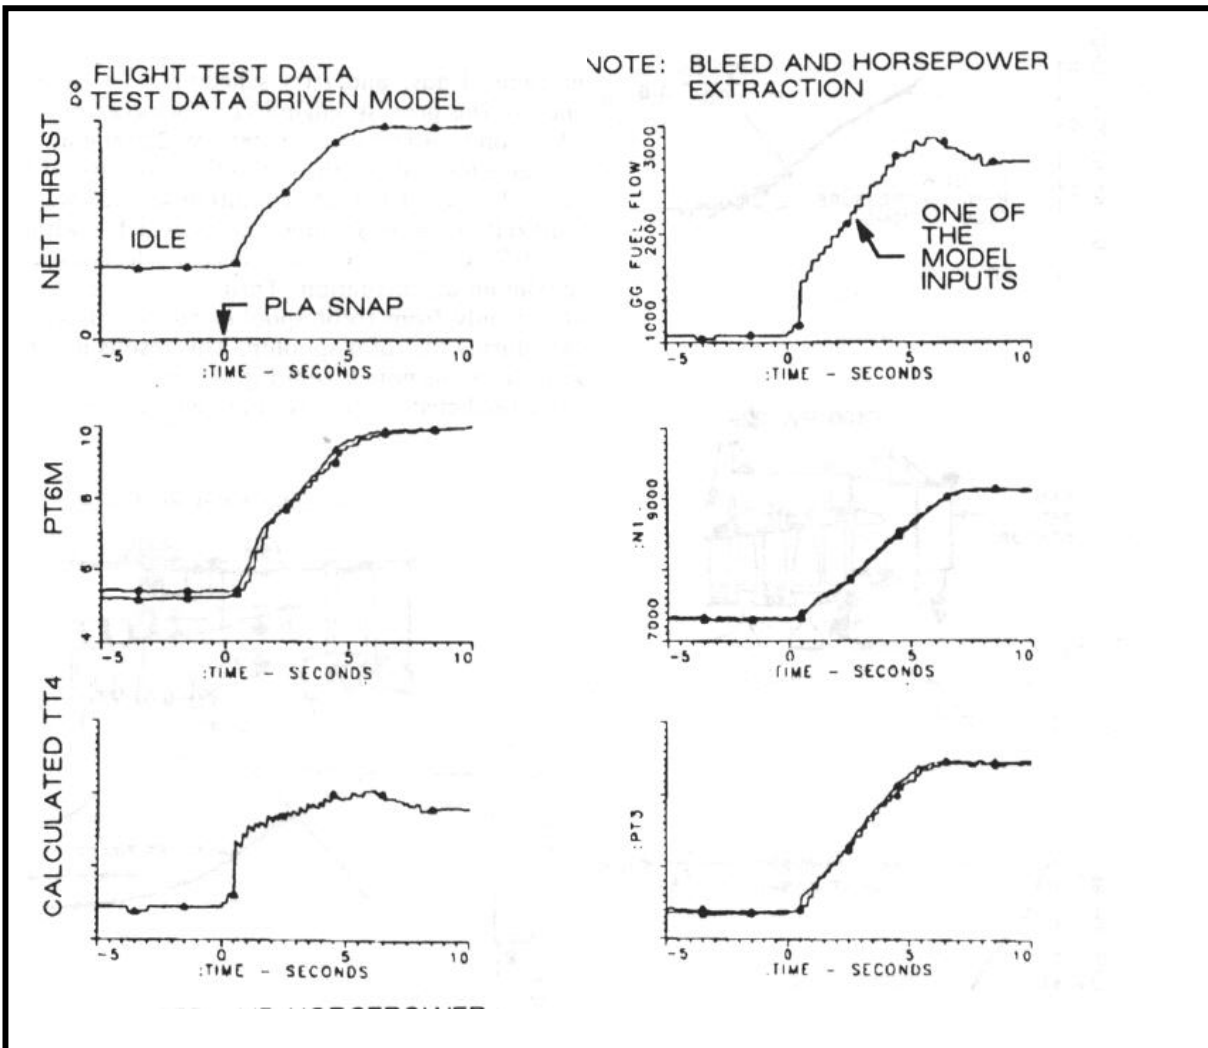 FLIGHT TEST DATA
TEST DATA DRIVEN MODEL
NOTE: BLEED AND HORSEPOWER
EXTRACTION
NET THRUST
IDLE
PLA SNAP
0
-5 0 5 10
:TIME - SECONDS
GG FUEL FLOW
1000 2000 3000
ONE OF
THE
MODEL
INPUTS
-5 0 5 10
:TIME - SECONDS
PT6M
4 6 8 10
-5 0 5 10
:TIME - SECONDS
:N1
7000 9000
-5 0 5 10
TIME - SECONDS
CALCULATED TT4
-5 0 5 10
:TIME - SECONDS
:PT3
-5 0 5 10
:TIME - SECONDS